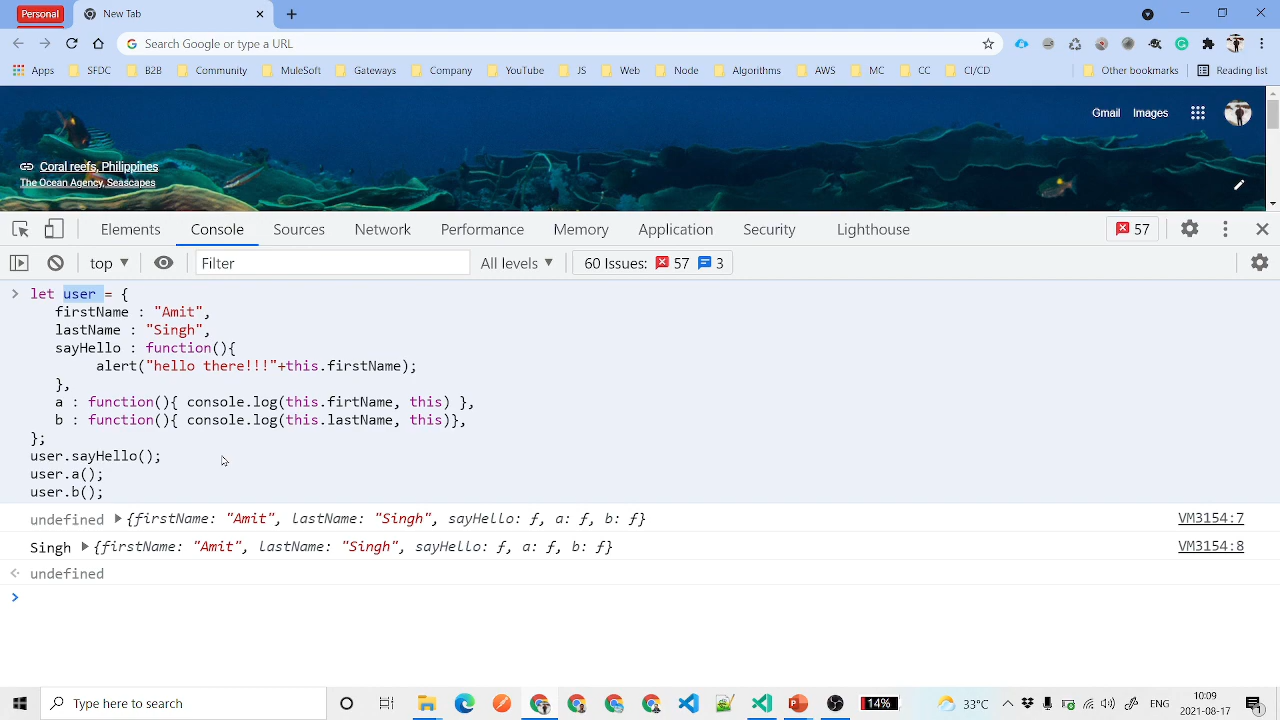 Personal
New Tab
Search Google or type a URL
Apps SFDC B2B Community MuleSoft Gateways Company YouTube JS Web Node Algorithms AWS MC CC CI/CD Other bookmarks Reading list
Gmail Images
Coral reefs, Philippines
The Ocean Agency, Seascapes
Elements Console Sources Network Performance Memory Application Security Lighthouse 57
top Filter All levels 60 Issues: 57 3
let user = {
firstName : "Amit",
lastName : "Singh",
sayHello : function(){
alert("hello there!!!"+this.firstName);
},
a : function(){ console.log(this.firtName, this) },
b : function(){ console.log(this.lastName, this)},
};
user.sayHello();
user.a();
user.b();
undefined {firstName: "Amit", lastName: "Singh", sayHello: ƒ, a: ƒ, b: ƒ} VM3154:7
Singh {firstName: "Amit", lastName: "Singh", sayHello: ƒ, a: ƒ, b: ƒ} VM3154:8
undefined
Type here to search 14% 33°C ENG 10:09
2021-08-17